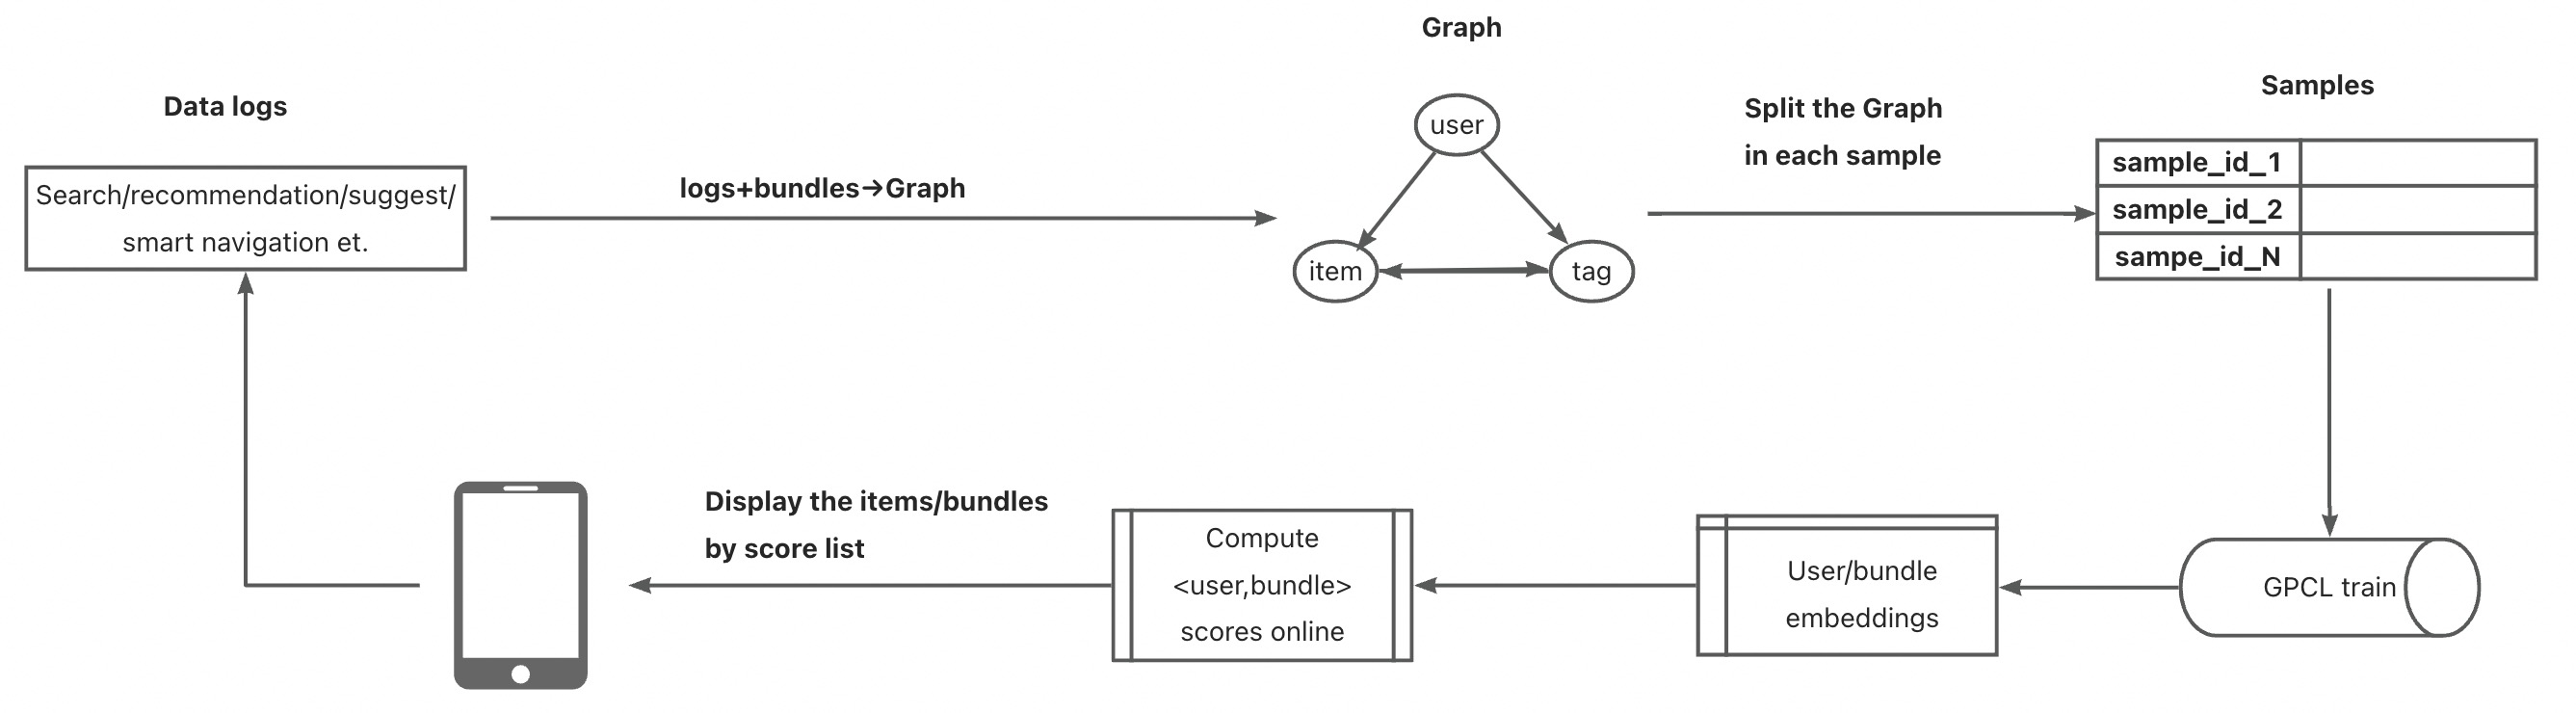 Graph
Data logs
Samples
Search/recommendation/suggest/
smart navigation et.
logs+bundles→Graph
user
item
tag
Split the Graph
in each sample
sample_id_1
sample_id_2
sampe_id_N
Display the items/bundles
by score list
Compute
<user,bundle>
scores online
User/bundle
embeddings
GPCL train